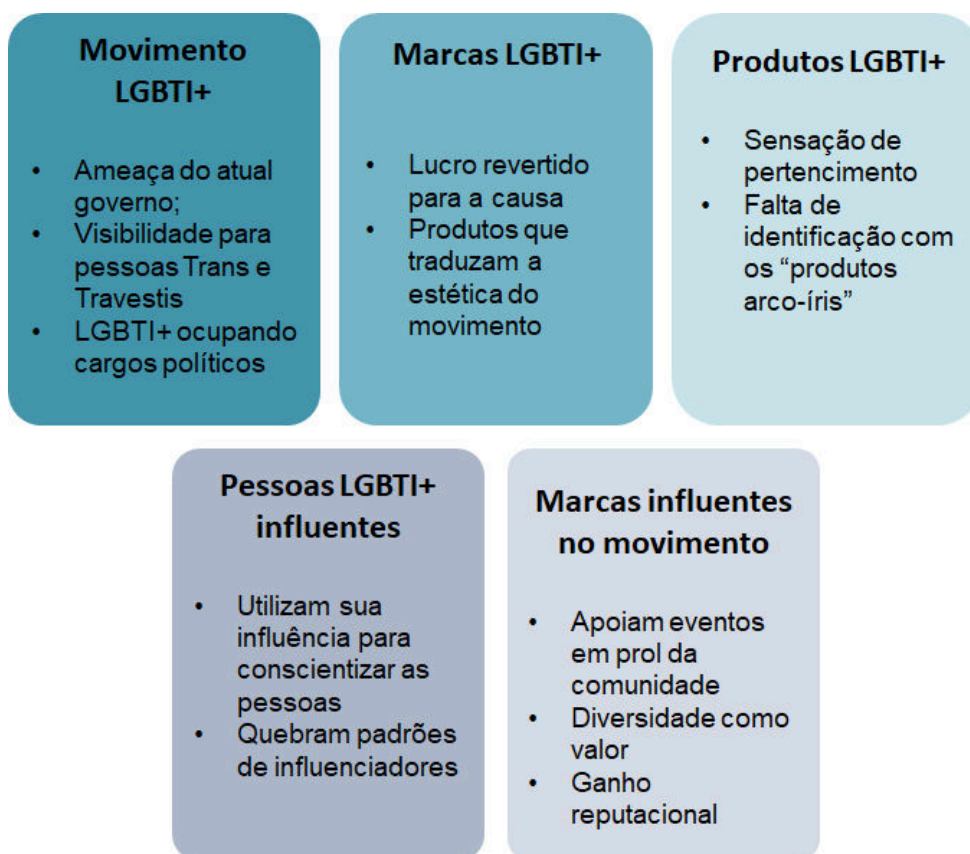 Movimento
LGBTI+
• Ameaça do atual
governo;
• Visibilidade para
pessoas Trans e
Travestis
• LGBTI+ ocupando
cargos políticos
Marcas LGBTI+
• Lucro revertido
para a causa
• Produtos que
traduzam a
estética do
movimento
Produtos LGBTI+
• Sensação de
pertencimento
• Falta de
identificação com
os “produtos
arco-íris”
Pessoas LGBTI+
influentes
• Utilizam sua
influência para
conscientizar as
pessoas
• Quebram padrões
de influenciadores
Marcas influentes
no movimento
• Apoiam eventos
em prol da
comunidade
• Diversidade como
valor
• Ganho
reputacional